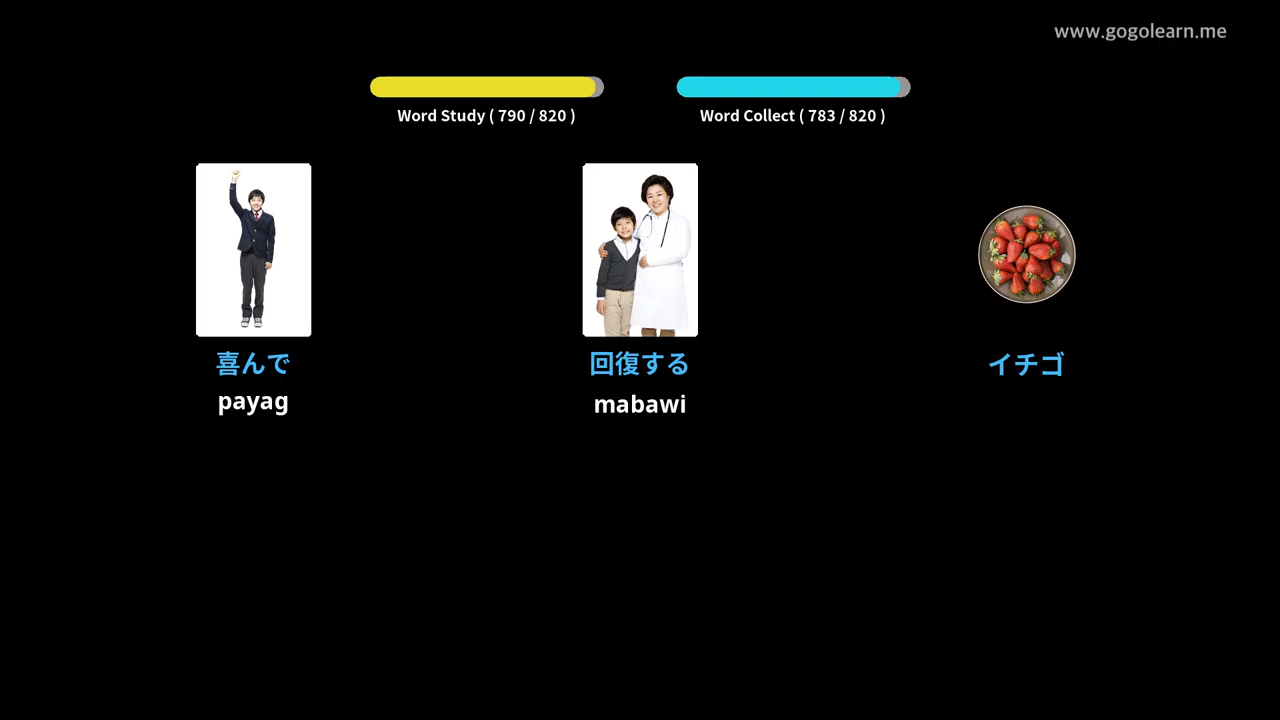 www.gogolearn.me
Word Study ( 790 / 820 )
Word Collect ( 783 / 820 )
喜んで
payag
回復する
mabawi
イチゴ